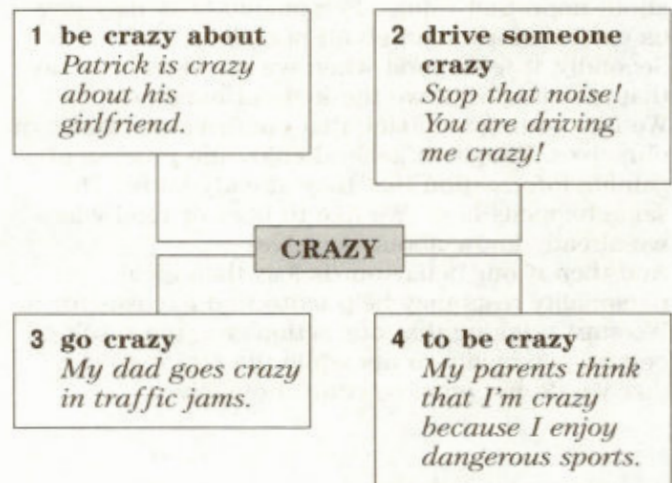 1 be crazy about
Patrick is crazy
about his
girlfriend.
2 drive someone
crazy
Stop that noise!
You are driving
me crazy!
CRAZY
3 go crazy
My dad goes crazy
in traffic jams.
4 to be crazy
My parents think
that I'm crazy
because I enjoy
dangerous sports.